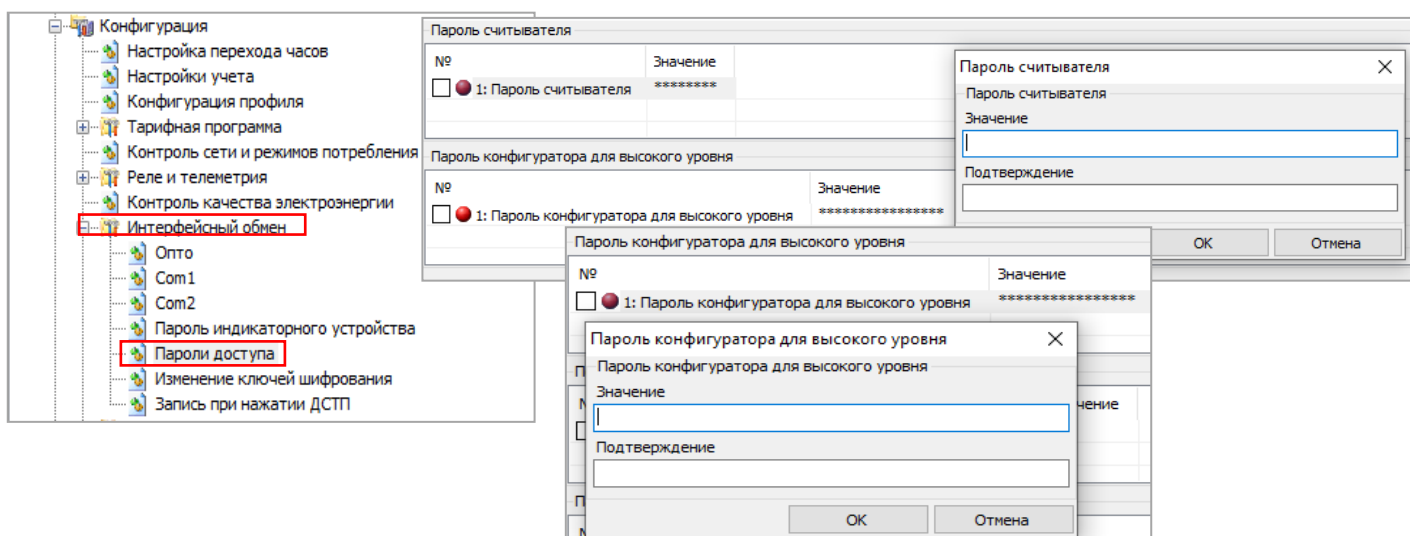 Конфигурация
Настройка перехода часов
Настройки учета
Конфигурация профиля
Тарифная программа
Контроль сети и режимов потребления
Реле и телеметрия
Контроль качества электроэнергии
Интерфейсный обмен
Опто
Com1
Com2
Пароль индикаторного устройства
Пароли доступа
Изменение ключей шифрования
Запись при нажатии ДСТП
Пароль считывателя
№ Значение
1: Пароль считывателя ********
Пароль конфигуратора для высокого уровня
№ Значение
1: Пароль конфигуратора для высокого уровня ****************
Пароль считывателя
Пароль считывателя
Значение
Подтверждение
ОК Отмена
Пароль конфигуратора для высокого уровня
№ Значение
1: Пароль конфигуратора для высокого уровня ****************
Пароль конфигуратора для высокого уровня
Пароль конфигуратора для высокого уровня
Значение
Подтверждение
ОК Отмена
П
чение
П